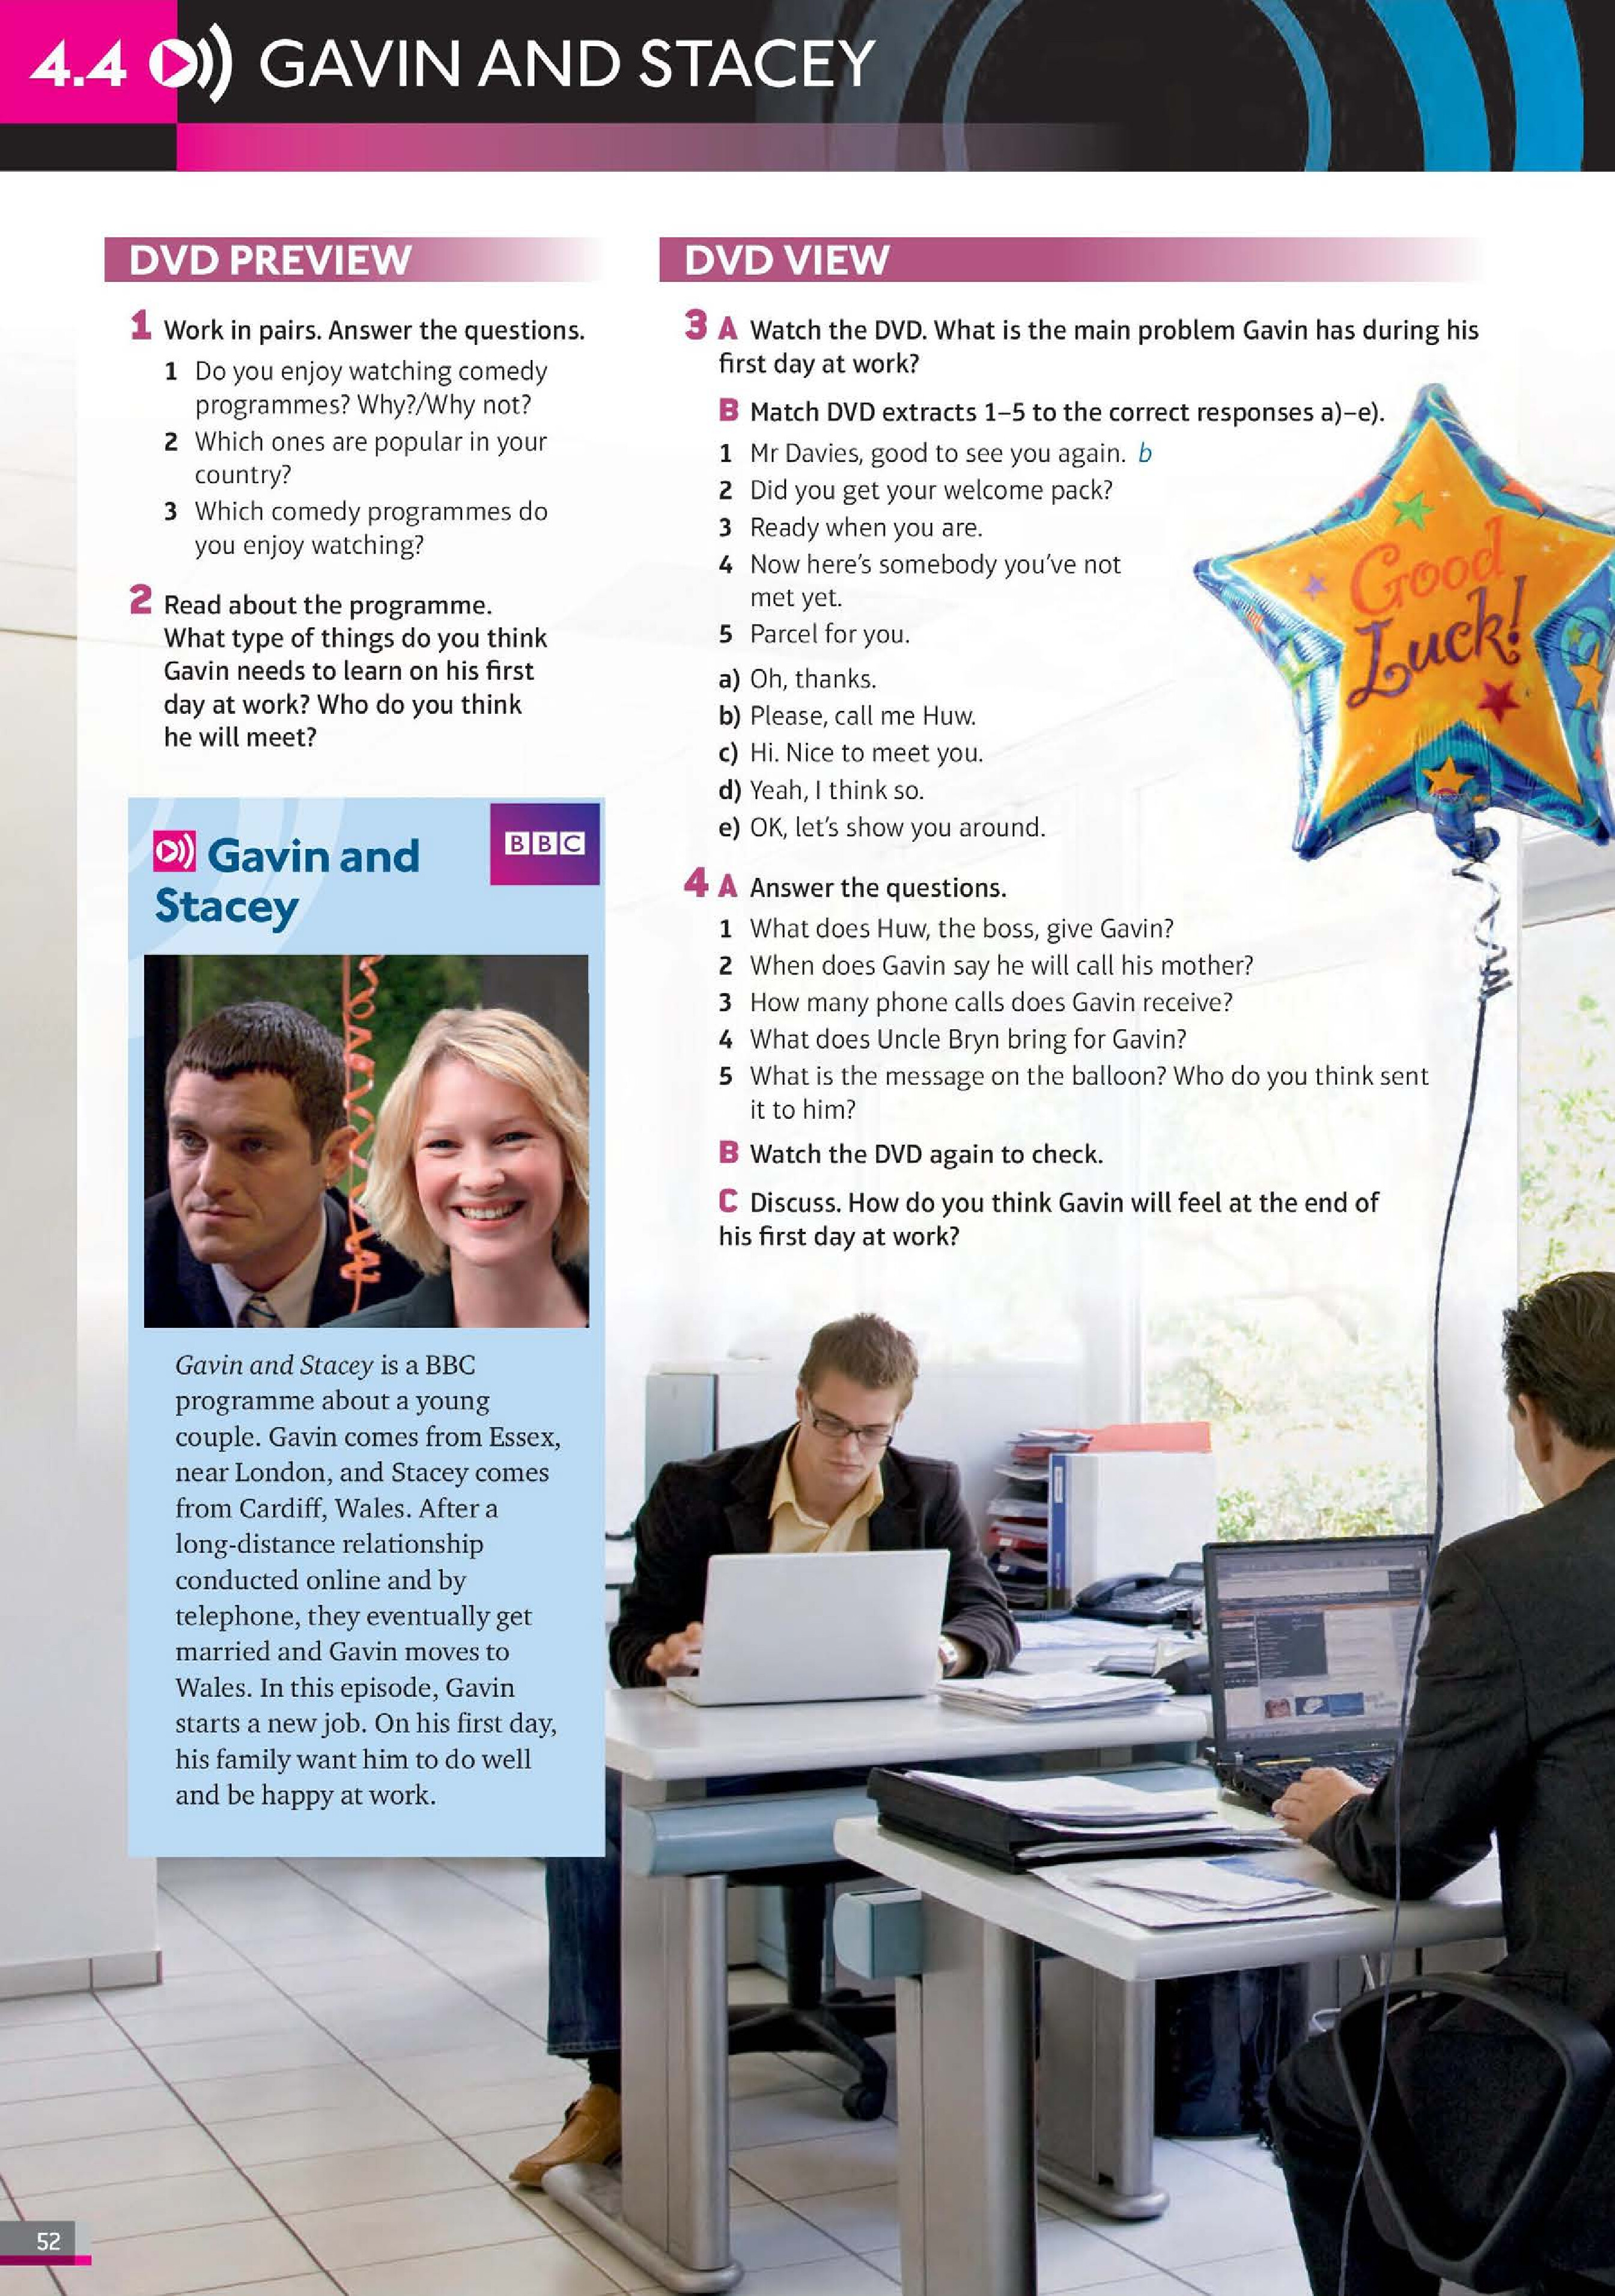 4.4 GAVIN AND STACEY
DVD PREVIEW
1 Work in pairs. Answer the questions.
1 Do you enjoy watching comedy
programmes? Why?/Why not?
2 Which ones are popular in your
country?
3 Which comedy programmes do
you enjoy watching?
2 Read about the programme.
What type of things do you think
Gavin needs to learn on his first
day at work? Who do you think
he will meet?
Gavin and
Stacey
BBC
Gavin and Stacey is a BBC
programme about a young
couple. Gavin comes from Essex,
near London, and Stacey comes
from Cardiff, Wales. After a
long-distance relationship
conducted online and by
telephone, they eventually get
married and Gavin moves to
Wales. In this episode, Gavin
starts a new job. On his first day,
his family want him to do well
and be happy at work.
DVD VIEW
3 A Watch the DVD. What is the main problem Gavin has during his
first day at work?
B Match DVD extracts 1–5 to the correct responses a)–e).
1 Mr Davies, good to see you again. b
2 Did you get your welcome pack?
3 Ready when you are.
4 Now here's somebody you've not
met yet.
5 Parcel for you.
a) Oh, thanks.
b) Please, call me Huw.
c) Hi. Nice to meet you.
d) Yeah, I think so.
e) OK, let's show you around.
Good
Luck!
4 A Answer the questions.
1 What does Huw, the boss, give Gavin?
2 When does Gavin say he will call his mother?
3 How many phone calls does Gavin receive?
4 What does Uncle Bryn bring for Gavin?
5 What is the message on the balloon? Who do you think sent
it to him?
B Watch the DVD again to check.
C Discuss. How do you think Gavin will feel at the end of
his first day at work?
52